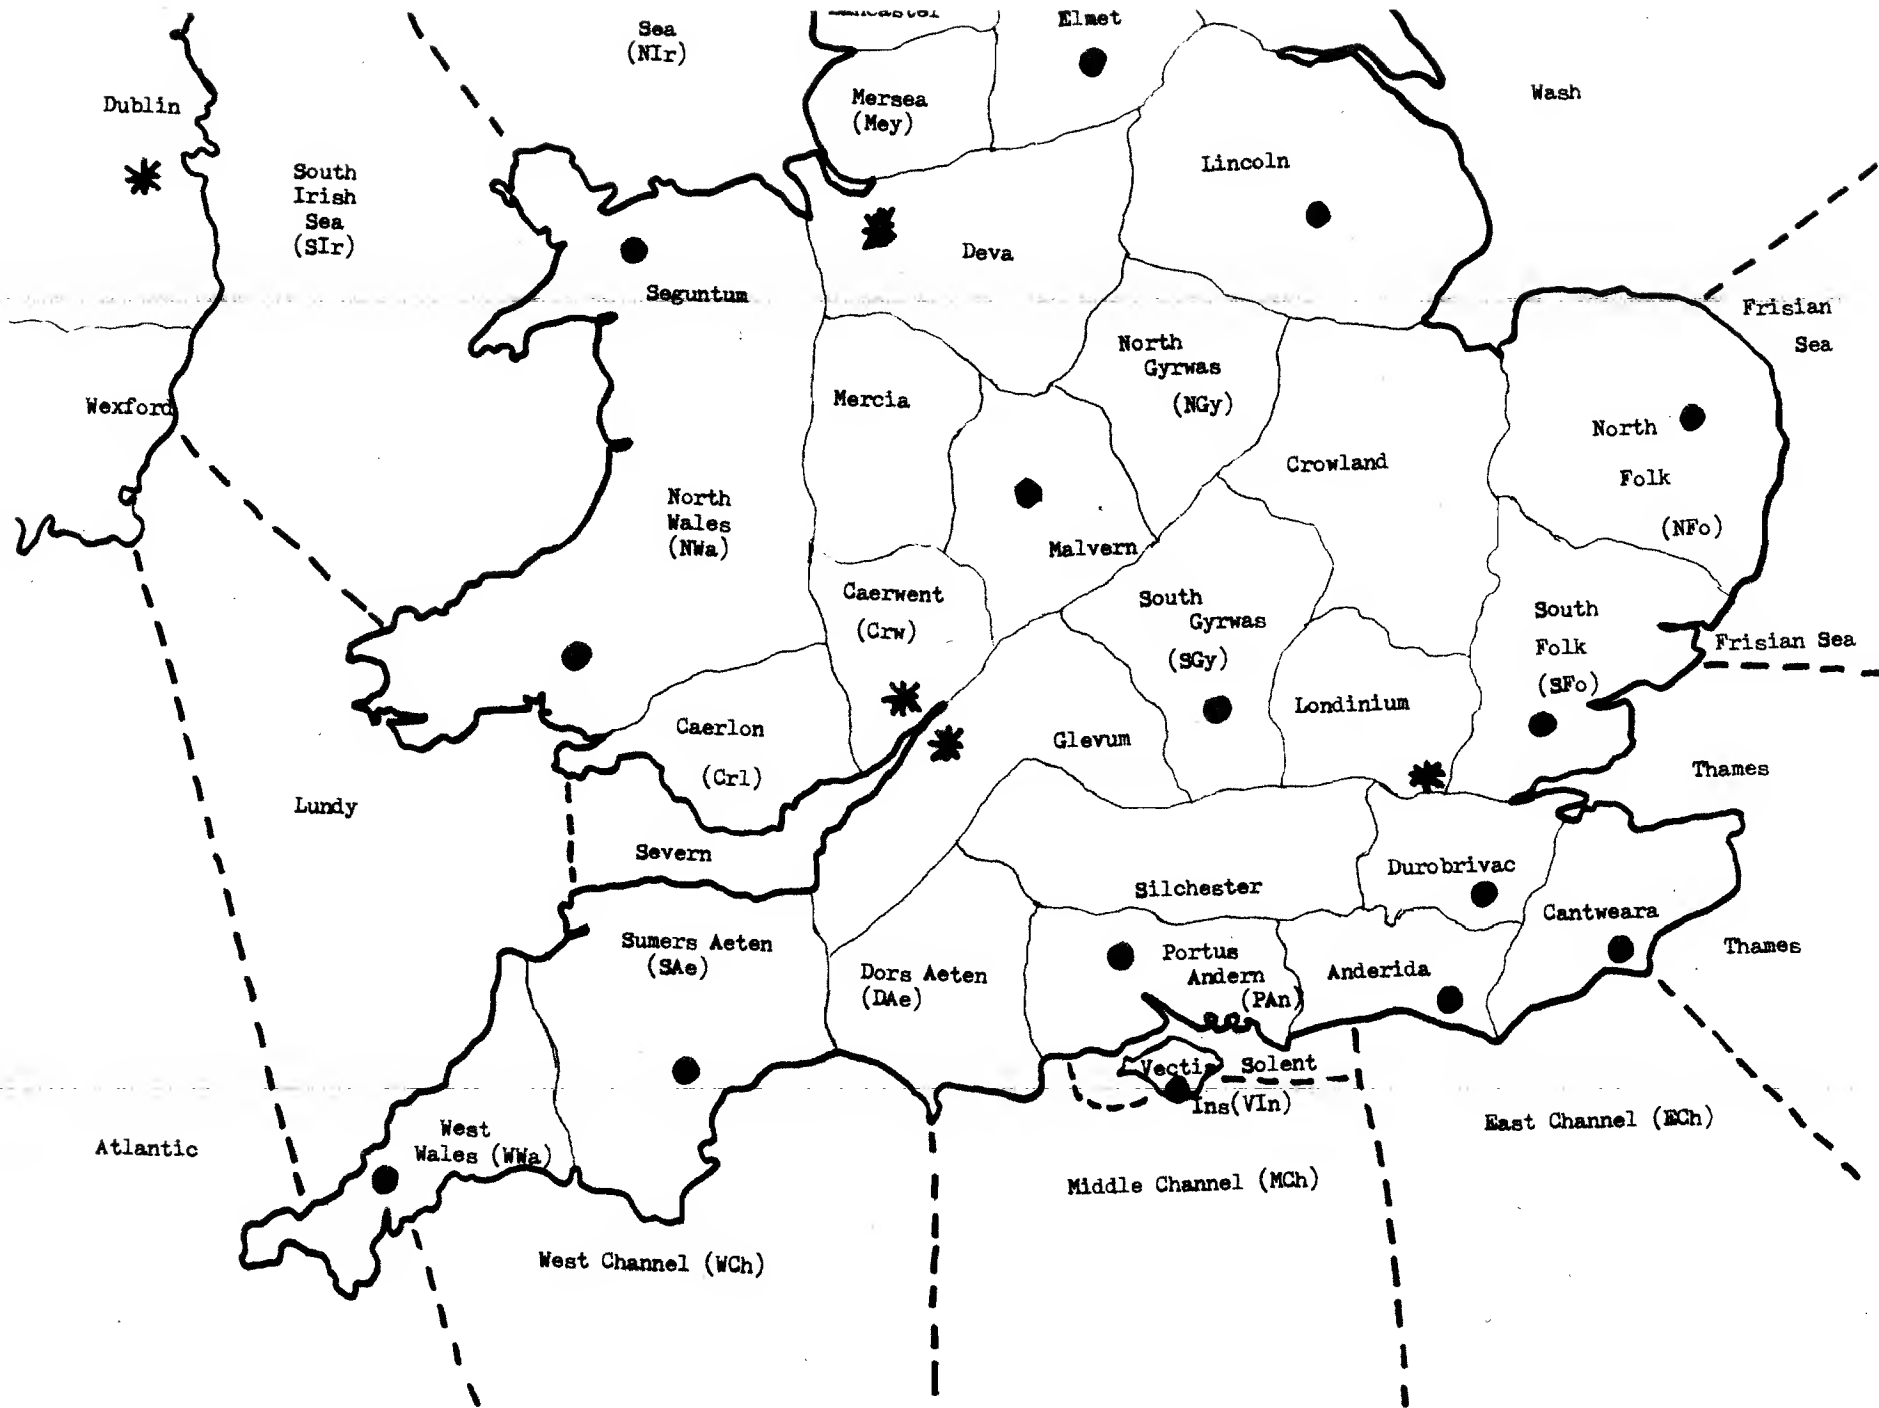 Elmet
Sea
(NIr)
Dublin
Mersea
(Mey)
Wash
Lincoln
South
Irish
Sea
(SIr)
Deva
Seguntum
Frisian
Sea
North
Gyrwas
(NGy)
Wexford
Mercia
North
Folk
(NFo)
Crowland
North
Wales
(NWa)
Malvern
Caerwent
(Crw)
South
Gyrwas
(SGy)
South
Folk
(SFo)
Frisian Sea
Londinium
Caerlon
(Crl)
Glevum
Thames
Lundy
Severn
Durobrivac
Silchester
Cantweara
Sumers Aeten
(SAe)
Dors Aeten
(DAe)
Portus
Andern
(PAn)
Anderida
Thames
Vectis
Solent
Ins(VIn)
East Channel (ECh)
Atlantic
West
Wales (WWa)
Middle Channel (MCh)
West Channel (WCh)